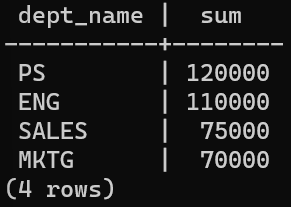 dept_name | sum
-----------+--------
PS | 120000
ENG | 110000
SALES | 75000
MKTG | 70000
(4 rows)